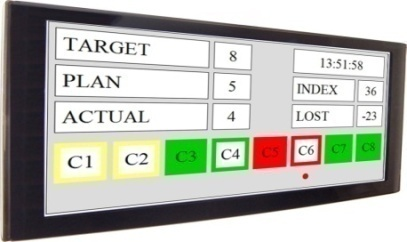 TARGET 8 13:51:58
PLAN 5 INDEX 36
ACTUAL 4 LOST -23
C1 C2 C3 C4 C5 C6 C7 C8